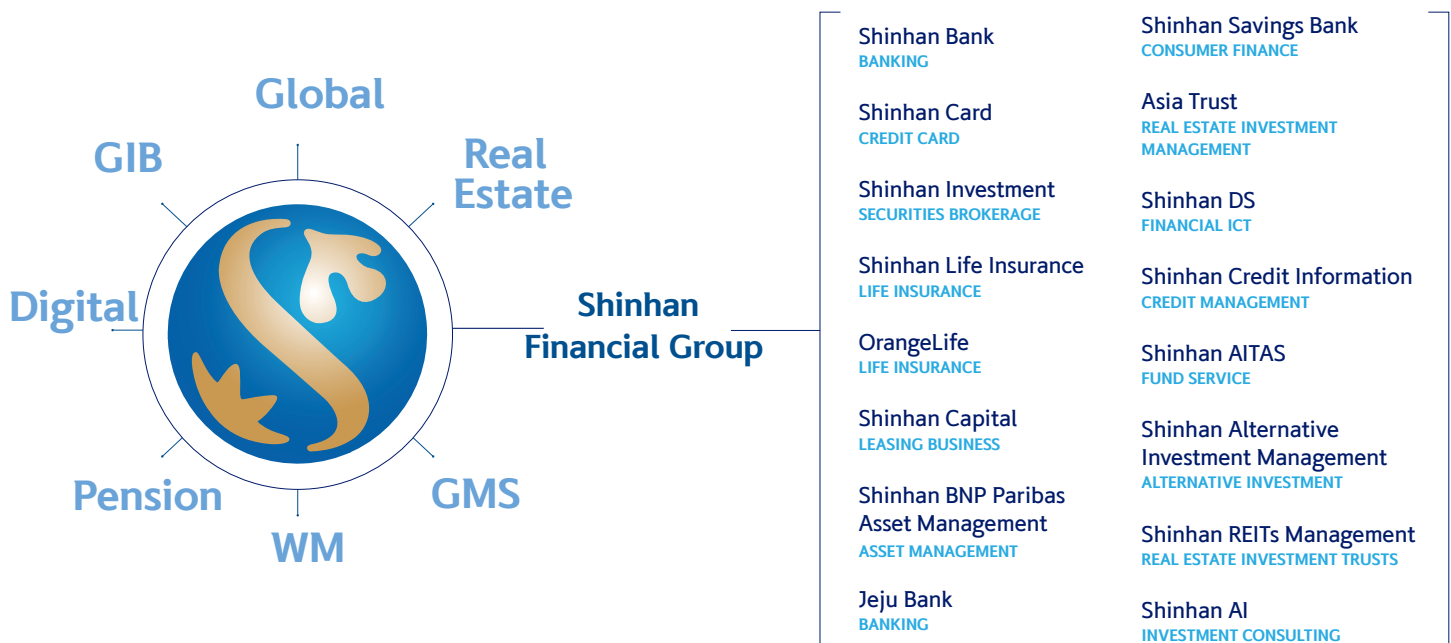 Global
GIB
Real
Estate
Digital
Pension
WM
GMS
Shinhan
Financial Group
Shinhan Bank
BANKING
Shinhan Card
CREDIT CARD
Shinhan Investment
SECURITIES BROKERAGE
Shinhan Life Insurance
LIFE INSURANCE
OrangeLife
LIFE INSURANCE
Shinhan Capital
LEASING BUSINESS
Shinhan BNP Paribas
Asset Management
ASSET MANAGEMENT
Jeju Bank
BANKING
Shinhan Savings Bank
CONSUMER FINANCE
Asia Trust
REAL ESTATE INVESTMENT
MANAGEMENT
Shinhan DS
FINANCIAL ICT
Shinhan Credit Information
CREDIT MANAGEMENT
Shinhan AITAS
FUND SERVICE
Shinhan Alternative
Investment Management
ALTERNATIVE INVESTMENT
Shinhan REITs Management
REAL ESTATE INVESTMENT TRUSTS
Shinhan AI
INVESTMENT CONSULTING